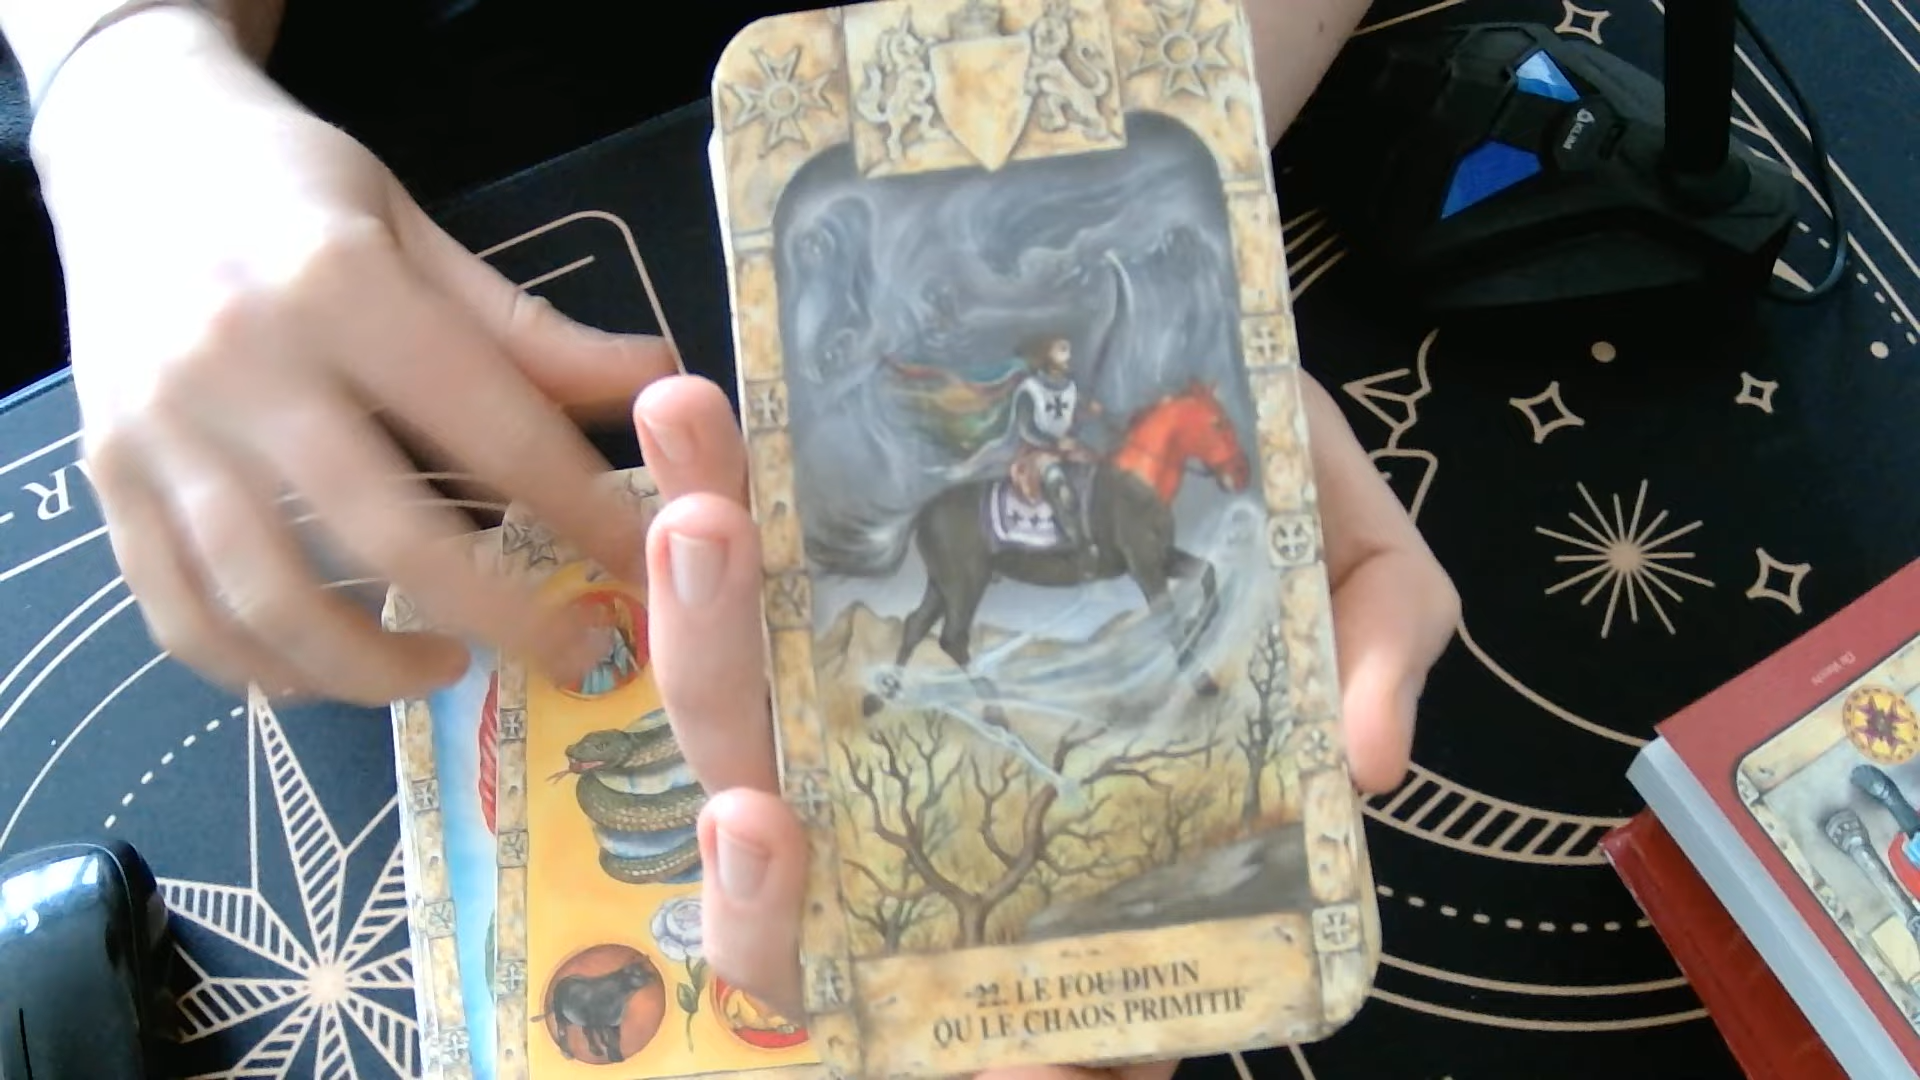 -22. LE FOU DIVIN
OU LE CHAOS PRIMITIF
R